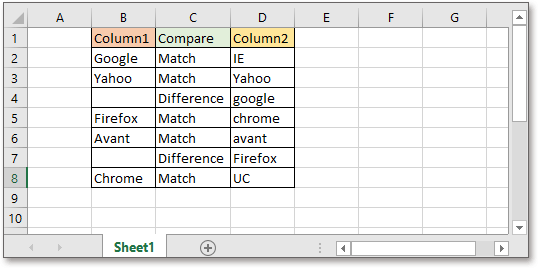 A B C D E F G
1 Column1 Compare Column2
2 Google Match IE
3 Yahoo Match Yahoo
4 Difference google
5 Firefox Match chrome
6 Avant Match avant
7 Difference Firefox
8 Chrome Match UC
9
10
Sheet1